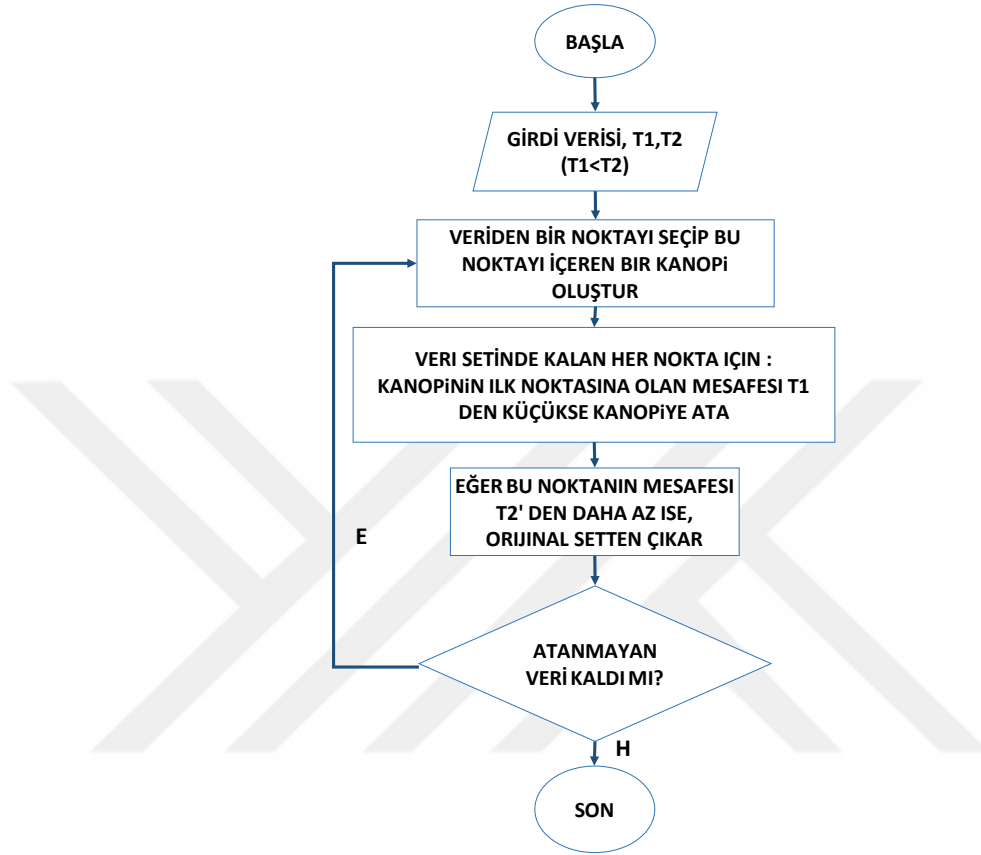 BAŞLA
GİRDİ VERİSİ, T1,T2
(T1<T2)
VERİDEN BİR NOKTAYI SEÇİP BU
NOKTAYI İÇEREN BIR KANOPi
OLUŞTUR
VERI SETİNDE KALAN HER NOKTA IÇIN :
KANOPiNiN ILK NOKTASINA OLAN MESAFESI T1
DEN KÜÇÜKSE KANOPiYE ATA
EĞER BU NOKTANIN MESAFESI
T2' DEN DAHA AZ ISE,
ORIJINAL SETTEN ÇIKAR
E
ATANMAYAN
VERİ KALDI MI?
H
SON